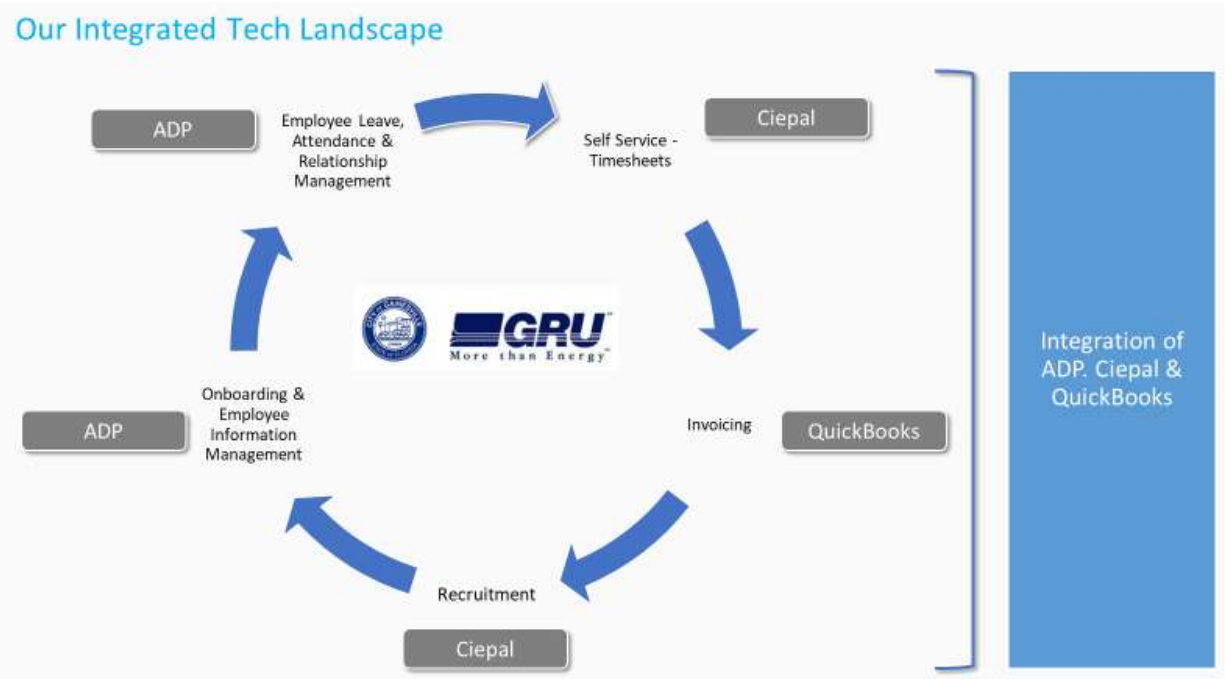 Our Integrated Tech Landscape
ADP
Employee Leave,
Attendance &
Relationship
Management
Self Service -
Timesheets
Ciepal
GRU
More than Energy
Onboarding &
Employee
Information
Management
ADP
Invoicing
QuickBooks
Recruitment
Ciepal
Integration of
ADP. Ciepal &
QuickBooks